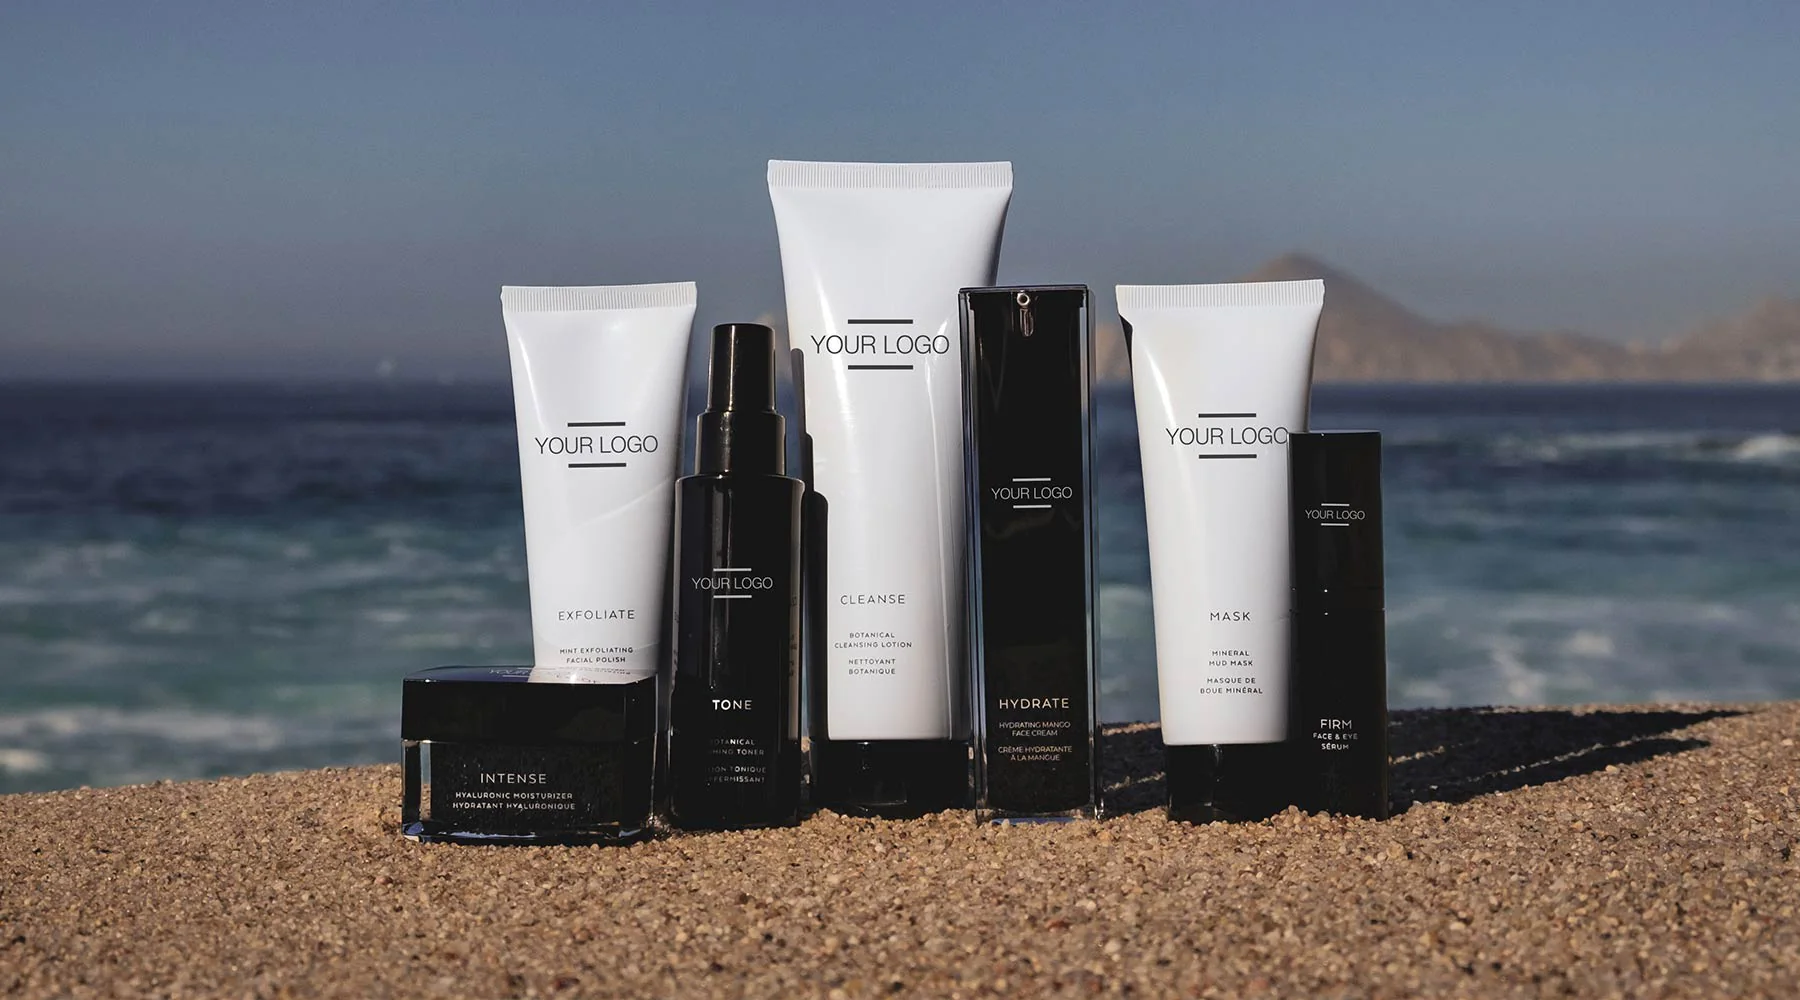 YOUR LOGO
EXFOLIATE
MINT EXFOLIATING
FACIAL POLISH
INTENSE
HYALURONIC MOISTURIZER
HYDRATANT HYALURONIQUE
YOUR LOGO
TONE
BOTANICAL
TONER
TONIQUE
YOUR LOGO
CLEANSE
BOTANICAL
CLEANSING LOTION
NETTOYANT
BOTANIQUE
YOUR LOGO
HYDRATE
HYDRATING MANGO
FACE CREAM
CRÈME HYDRATANTE
À LA MANGUE
YOUR LOGO
MASK
MINERAL
MUD MASK
MASQUE DE
BOUE MINÉRAL
YOUR LOGO
FIRM
FACE & EYE
SÉRUM